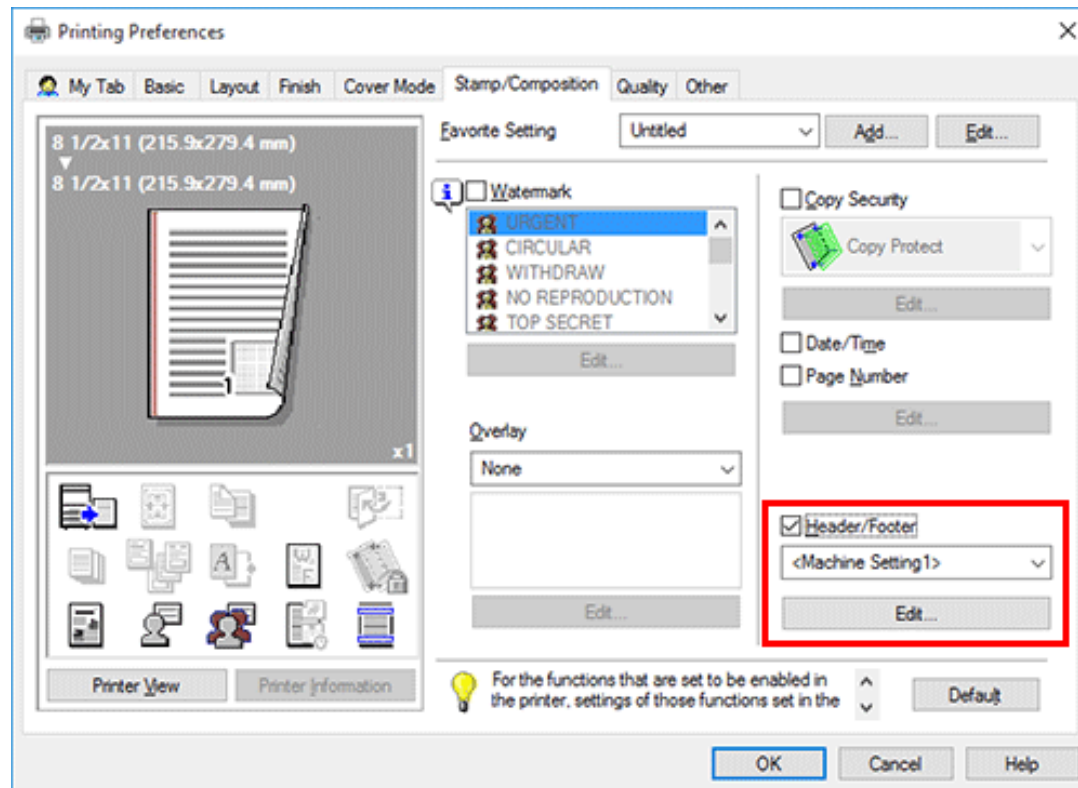 Printing Preferences
My Tab Basic Layout Finish Cover Mode Stamp/Composition Quality Other
8 1/2x11 (215.9x279.4 mm)
8 1/2x11 (215.9x279.4 mm)
1
x1
Printer View Printer Information
Favorite Setting Untitled Add... Edit...
Watermark
URGENT
CIRCULAR
WITHDRAW
NO REPRODUCTION
TOP SECRET
Edit...
Overlay
None
Edit...
Copy Security
Copy Protect
Edit...
Date/Time
Page Number
Edit...
Header/Footer
<Machine Setting1>
Edit...
For the functions that are set to be enabled in
the printer, settings of those functions set in the
Default
OK Cancel Help